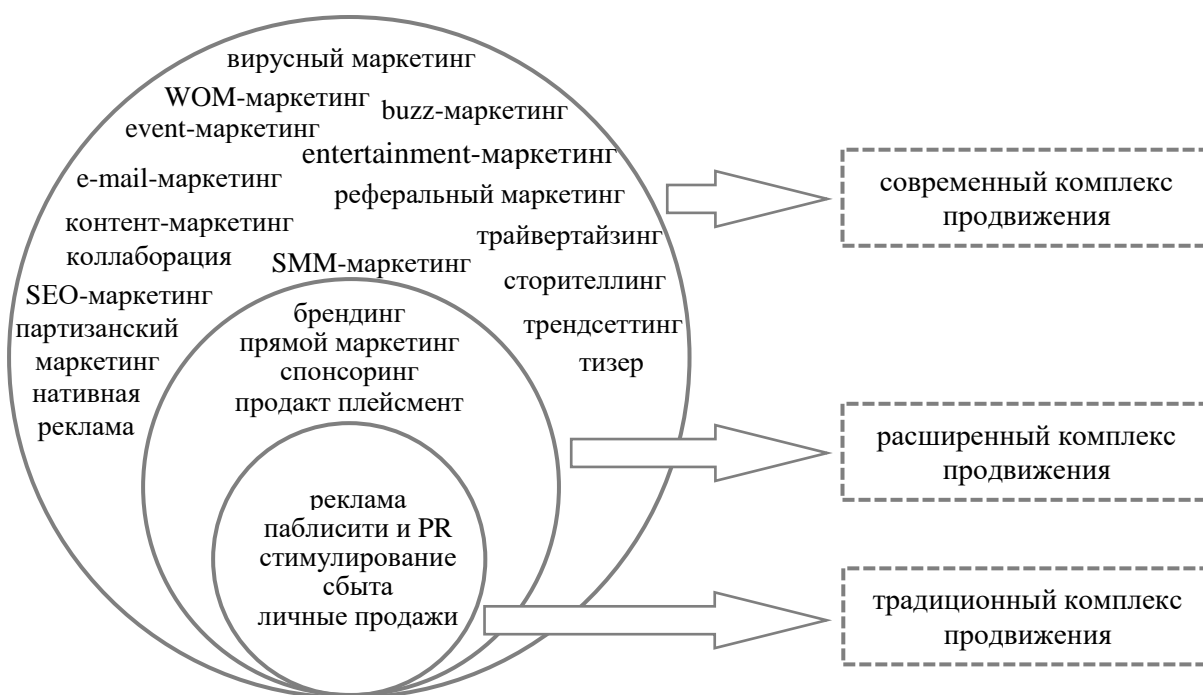 вирусный маркетинг
WOM-маркетинг
buzz-маркетинг
event-маркетинг
entertainment-маркетинг
e-mail-маркетинг
реферальный маркетинг
контент-маркетинг
трайвертайзинг
коллаборация
SMM-маркетинг
сторителлинг
SEO-маркетинг
партизанский
маркетинг
трендсеттинг
тизер
нативная
реклама
брендинг
прямой маркетинг
спонсоринг
продакт плейсмент
реклама
паблисити и PR
стимулирование
сбыта
личные продажи
современный комплекс
продвижения
расширенный комплекс
продвижения
традиционный комплекс
продвижения